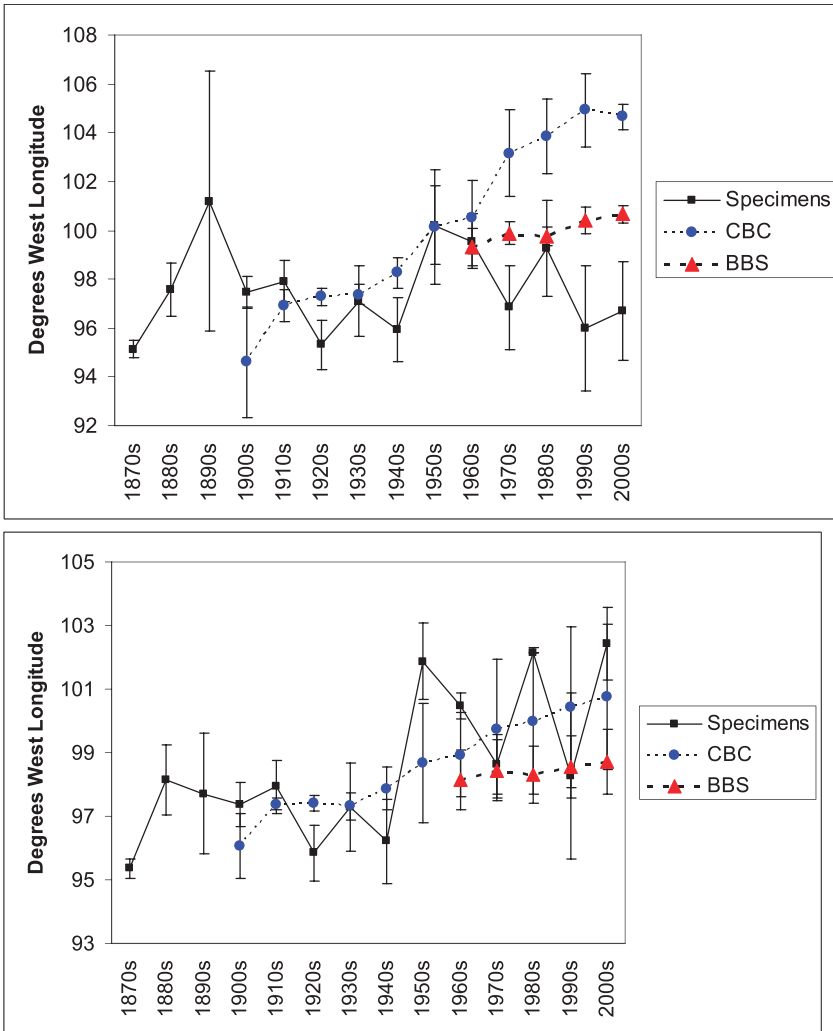 108
106
104
102
100
98
96
94
92
Degrees West Longitude
1870s
1880s
1890s
1900s
1910s
1920s
1930s
1940s
1950s
1960s
1970s
1980s
1990s
2000s
Specimens
CBC
BBS
105
103
101
99
97
95
93
Degrees West Longitude
1870s
1880s
1890s
1900s
1910s
1920s
1930s
1940s
1950s
1960s
1970s
1980s
1990s
2000s
Specimens
CBC
BBS